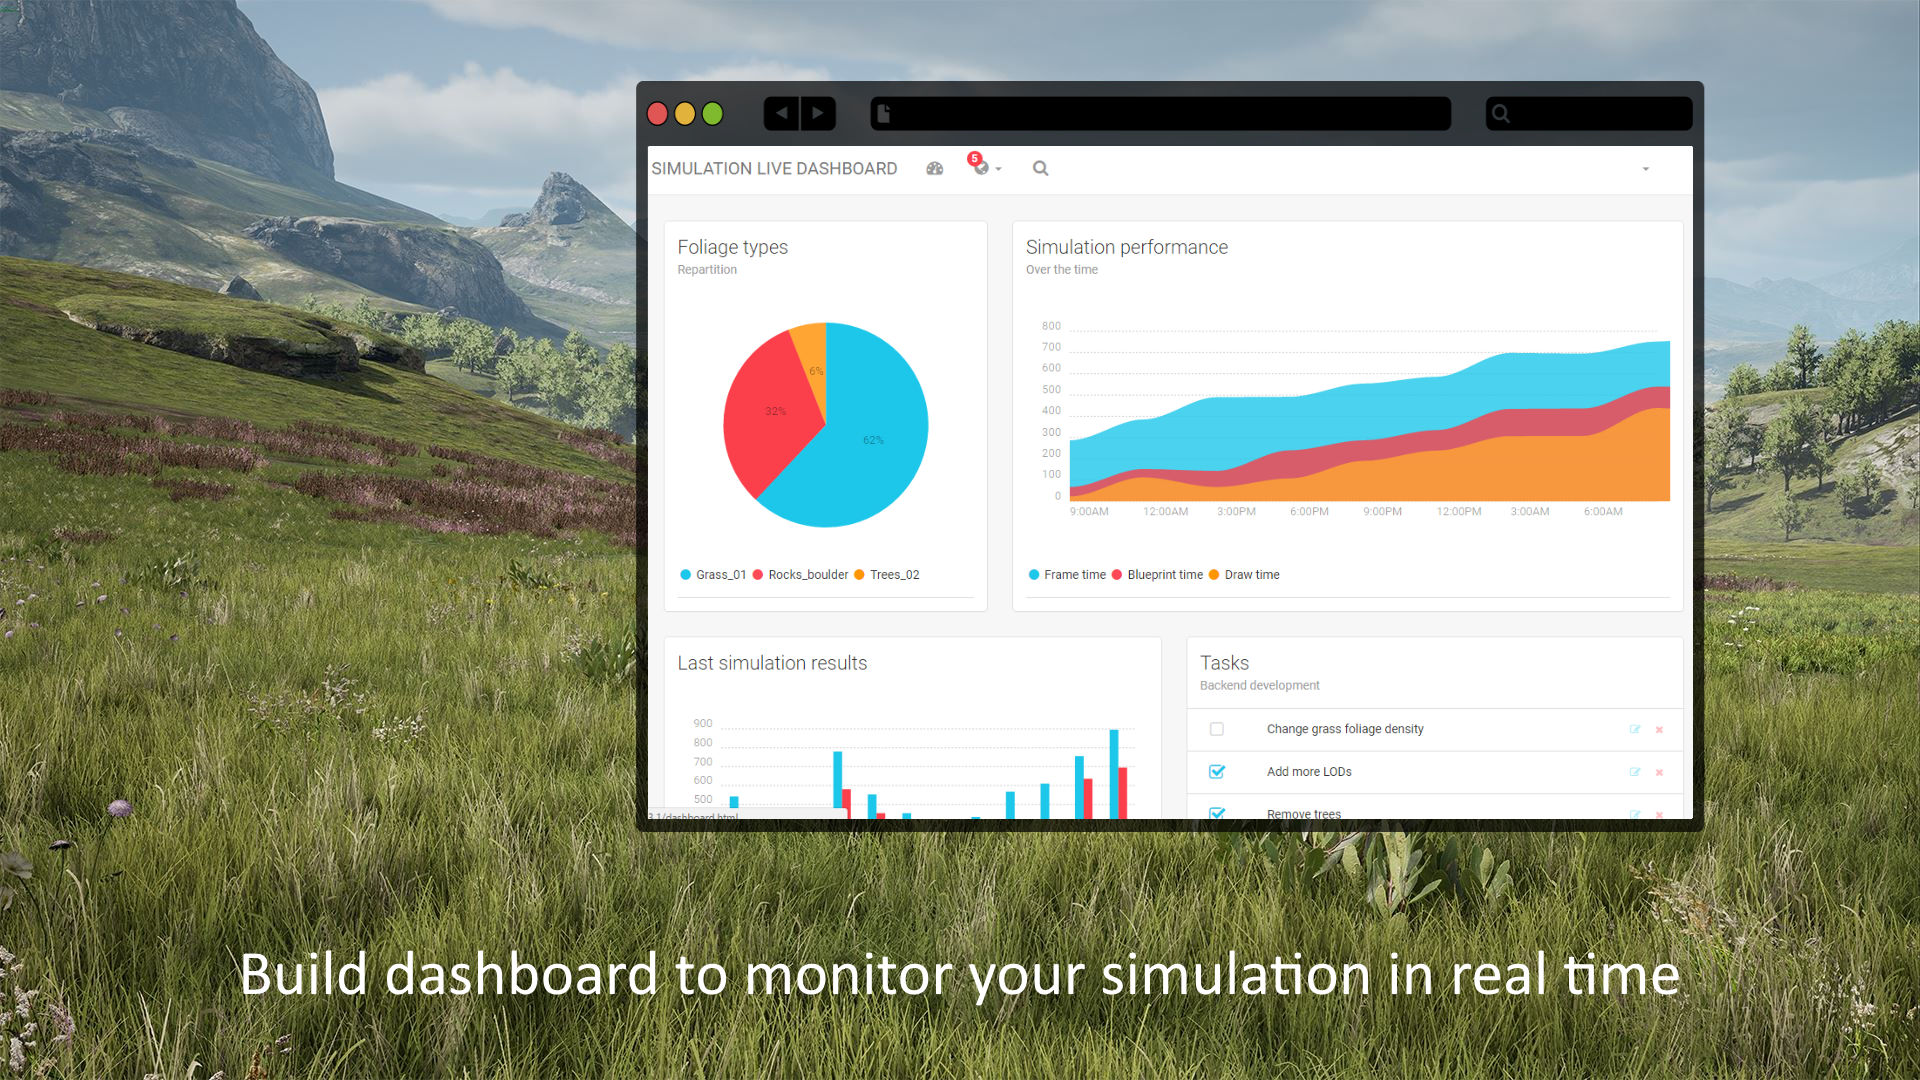 SIMULATION LIVE DASHBOARD
5
Foliage types
Repartition
6%
32%
62%
Grass_01 Rocks_boulder Trees_02
Simulation performance
Over the time
800
700
600
500
400
300
200
100
0
9:00AM 12:00AM 3:00PM 6:00PM 9:00PM 12:00PM 3:00AM 6:00AM
Frame time Blueprint time Draw time
Last simulation results
900
800
700
600
500
3.1/dashboard.html
Tasks
Backend development
Change grass foliage density
Add more LODs
Remove trees
Build dashboard to monitor your simulation in real time